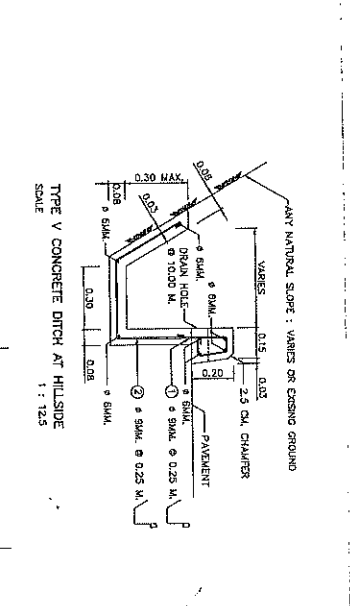 ANY NATURAL SLOPE : VARIES OR EXISING GROUND
VARIES
0.15
0.03
2.5 CM. CHAMFER
0.08
0.20
0.30 MAX.
ø 6MM.
ø 6MM.
PAVEMENT
DRAIN HOLE
@ 10.00 M.
0.03
0.08
ø 6MM.
① ø 9MM. @ 0.25 M.
② ø 9MM. @ 0.25 M.
ø 6MM.
ø 6MM.
0.30
0.08
TYPE V CONCRETE DITCH AT HILLSIDE
SCALE 1 : 12.5